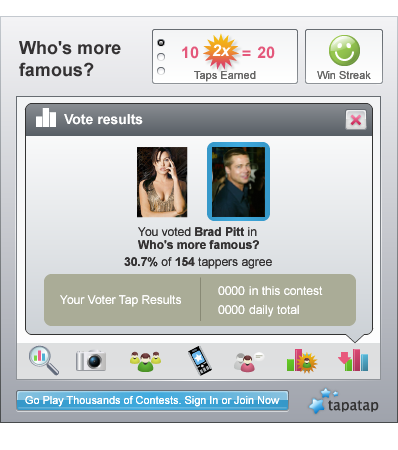 Who's more
famous?
10 2x = 20
Taps Earned
Win Streak
Vote results
You voted Brad Pitt in
Who's more famous?
30.7% of 154 tappers agree
Your Voter Tap Results
0000 in this contest
0000 daily total
Go Play Thousands of Contests. Sign In or Join Now
tapatap